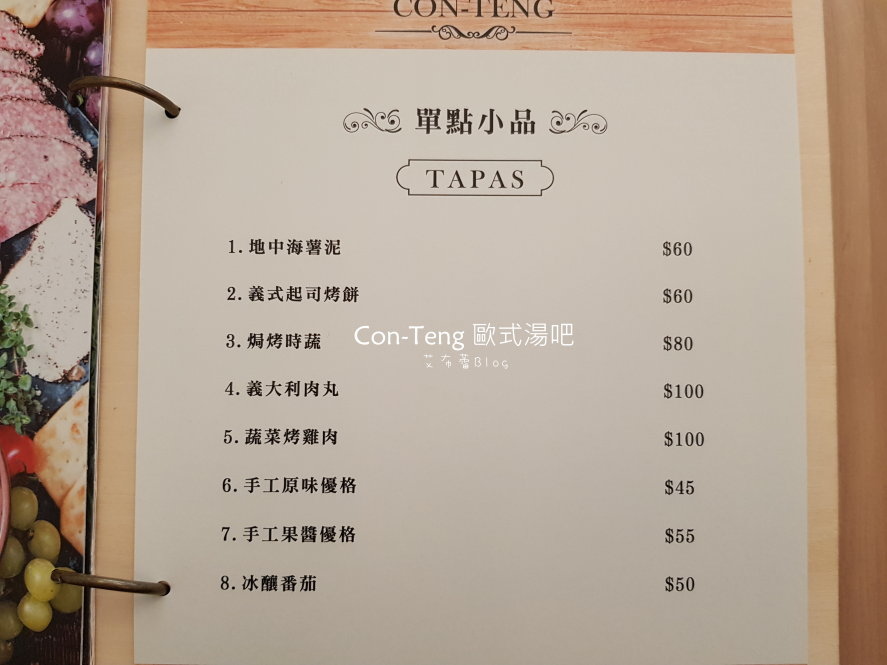 CON-TENG
單點小品
TAPAS
1. 地中海薯泥 $60
2. 義式起司烤餅 $60
3. 焗烤時蔬 $80
Con-Teng 歐式湯吧
艾布蕾Blog
4. 義大利肉丸 $100
5. 蔬菜烤雞肉 $100
6. 手工原味優格 $45
7. 手工果醬優格 $55
8. 冰釀番茄 $50